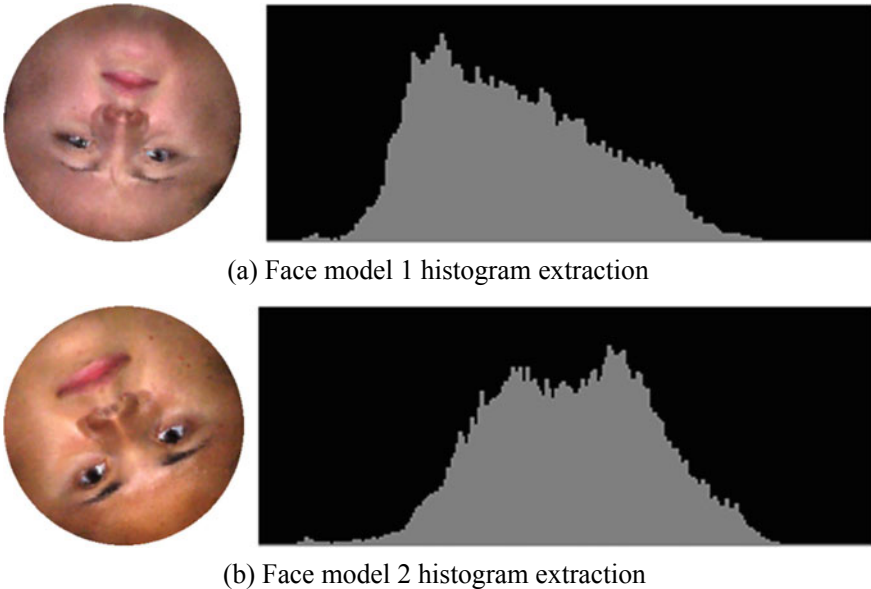 (a) Face model 1 histogram extraction
(b) Face model 2 histogram extraction